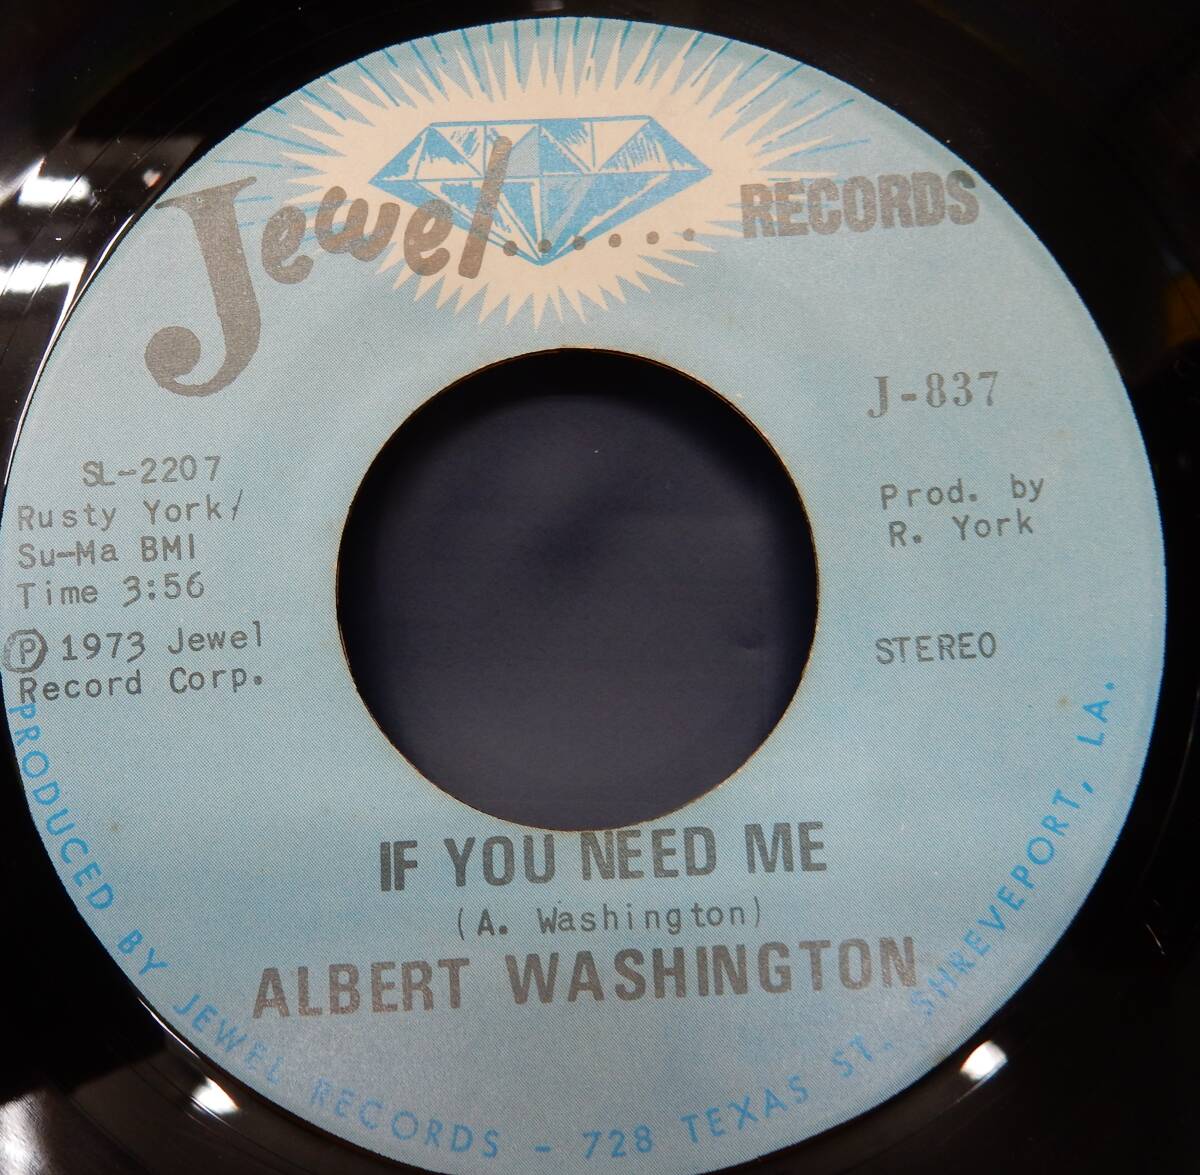 Jewel...... RECORDS
J-837
SL-2207
Rusty York/
Su-Ma BMI
Time 3:56
Ⓟ 1973 Jewel
Record Corp.
Prod. by
R. York
STEREO
IF YOU NEED ME
(A. Washington)
ALBERT WASHINGTON
PRODUCED BY JEWEL RECORDS - 728 TEXAS ST. SHREVEPORT, LA.